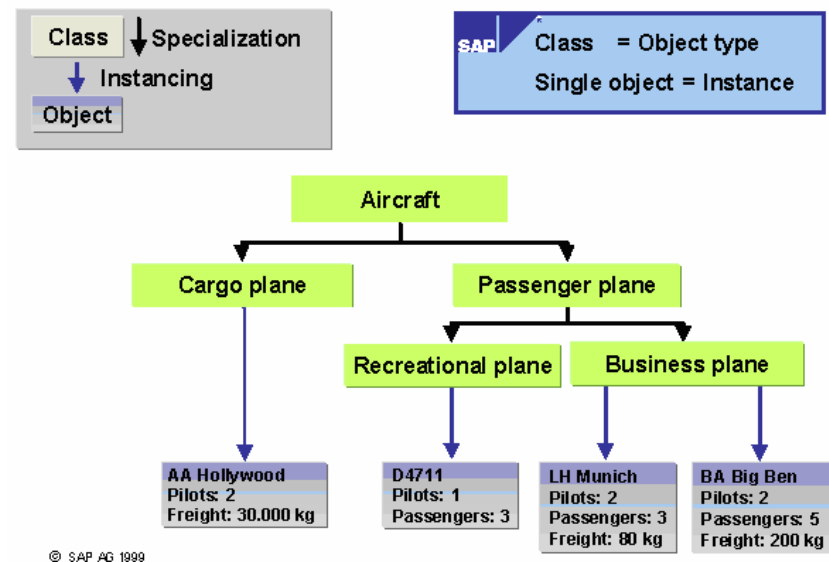 Class
Specialization
Instancing
Object
SAP
Class = Object type
Single object = Instance
Aircraft
Cargo plane
Passenger plane
Recreational plane
Business plane
AA Hollywood
Pilots: 2
Freight: 30.000 kg
D4711
Pilots: 1
Passengers: 3
LH Munich
Pilots: 2
Passengers: 3
Freight: 80 kg
BA Big Ben
Pilots: 2
Passengers: 5
Freight: 200 kg
© SAP AG 1999